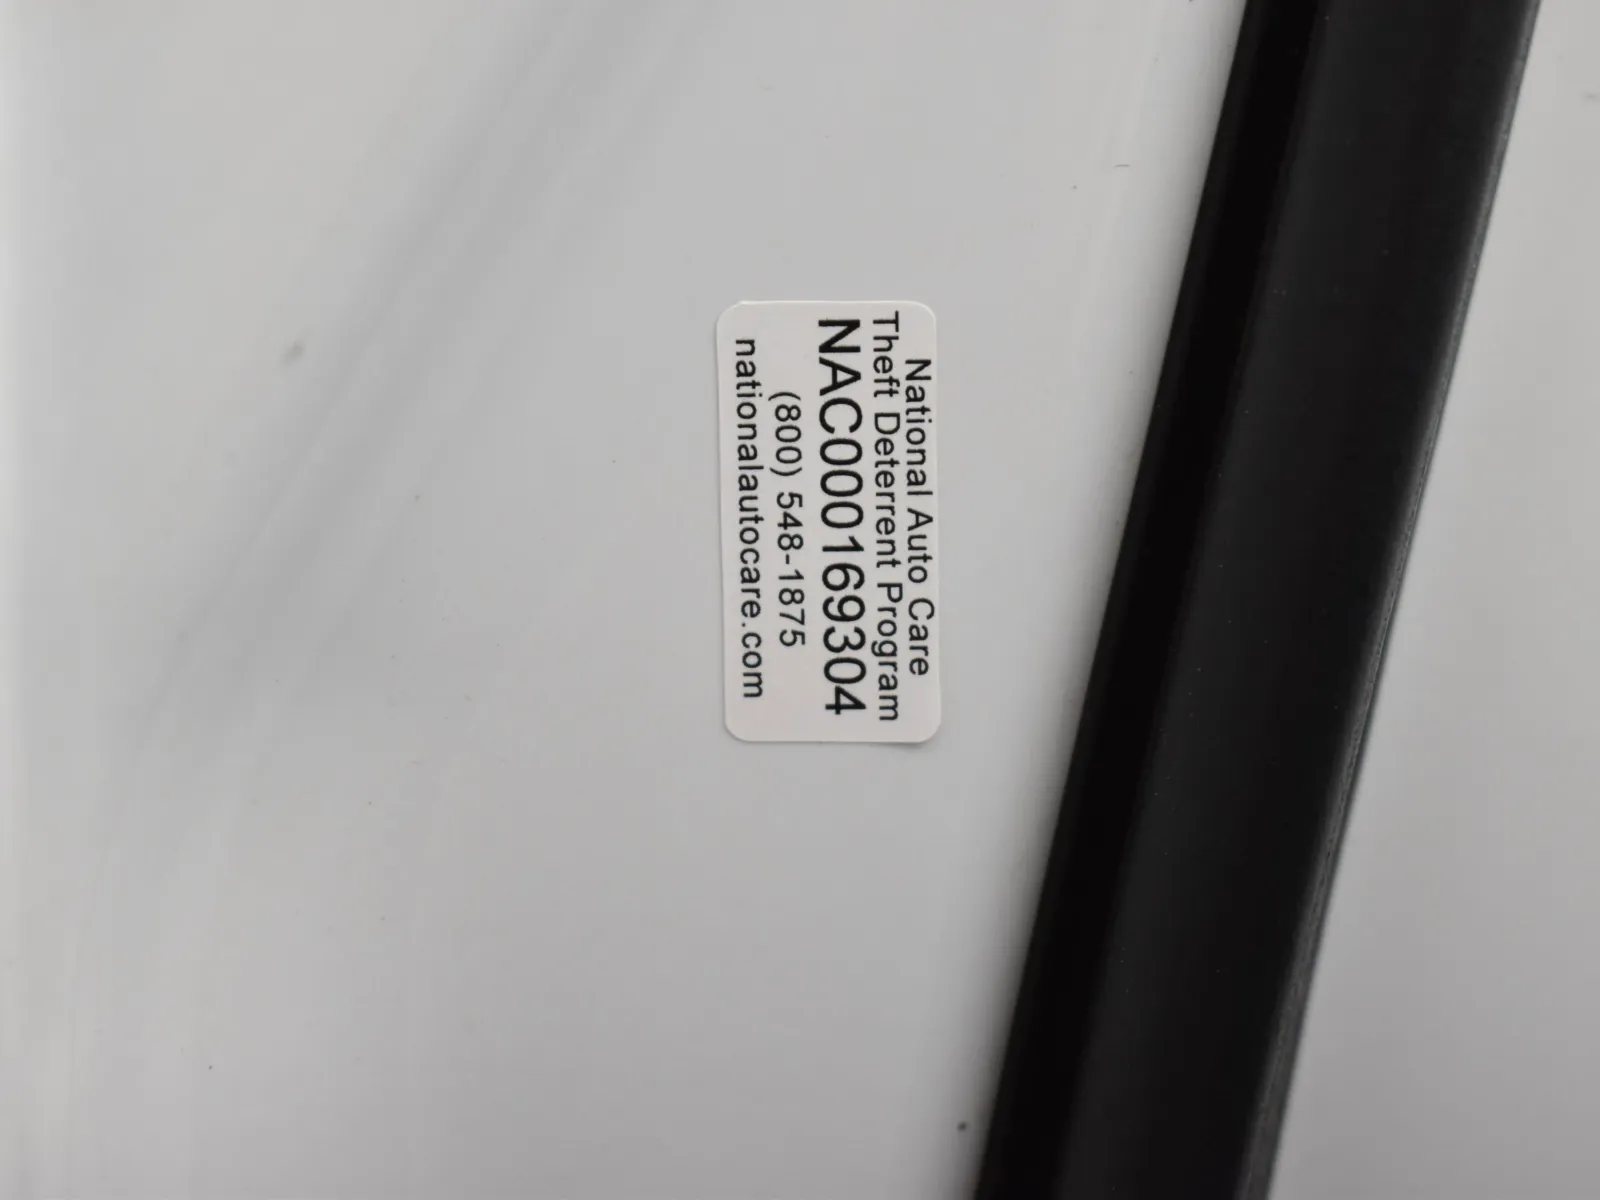 National Auto Care
Theft Deterrent Program
NAC000169304
(800) 548-1875
nationalautocare.com